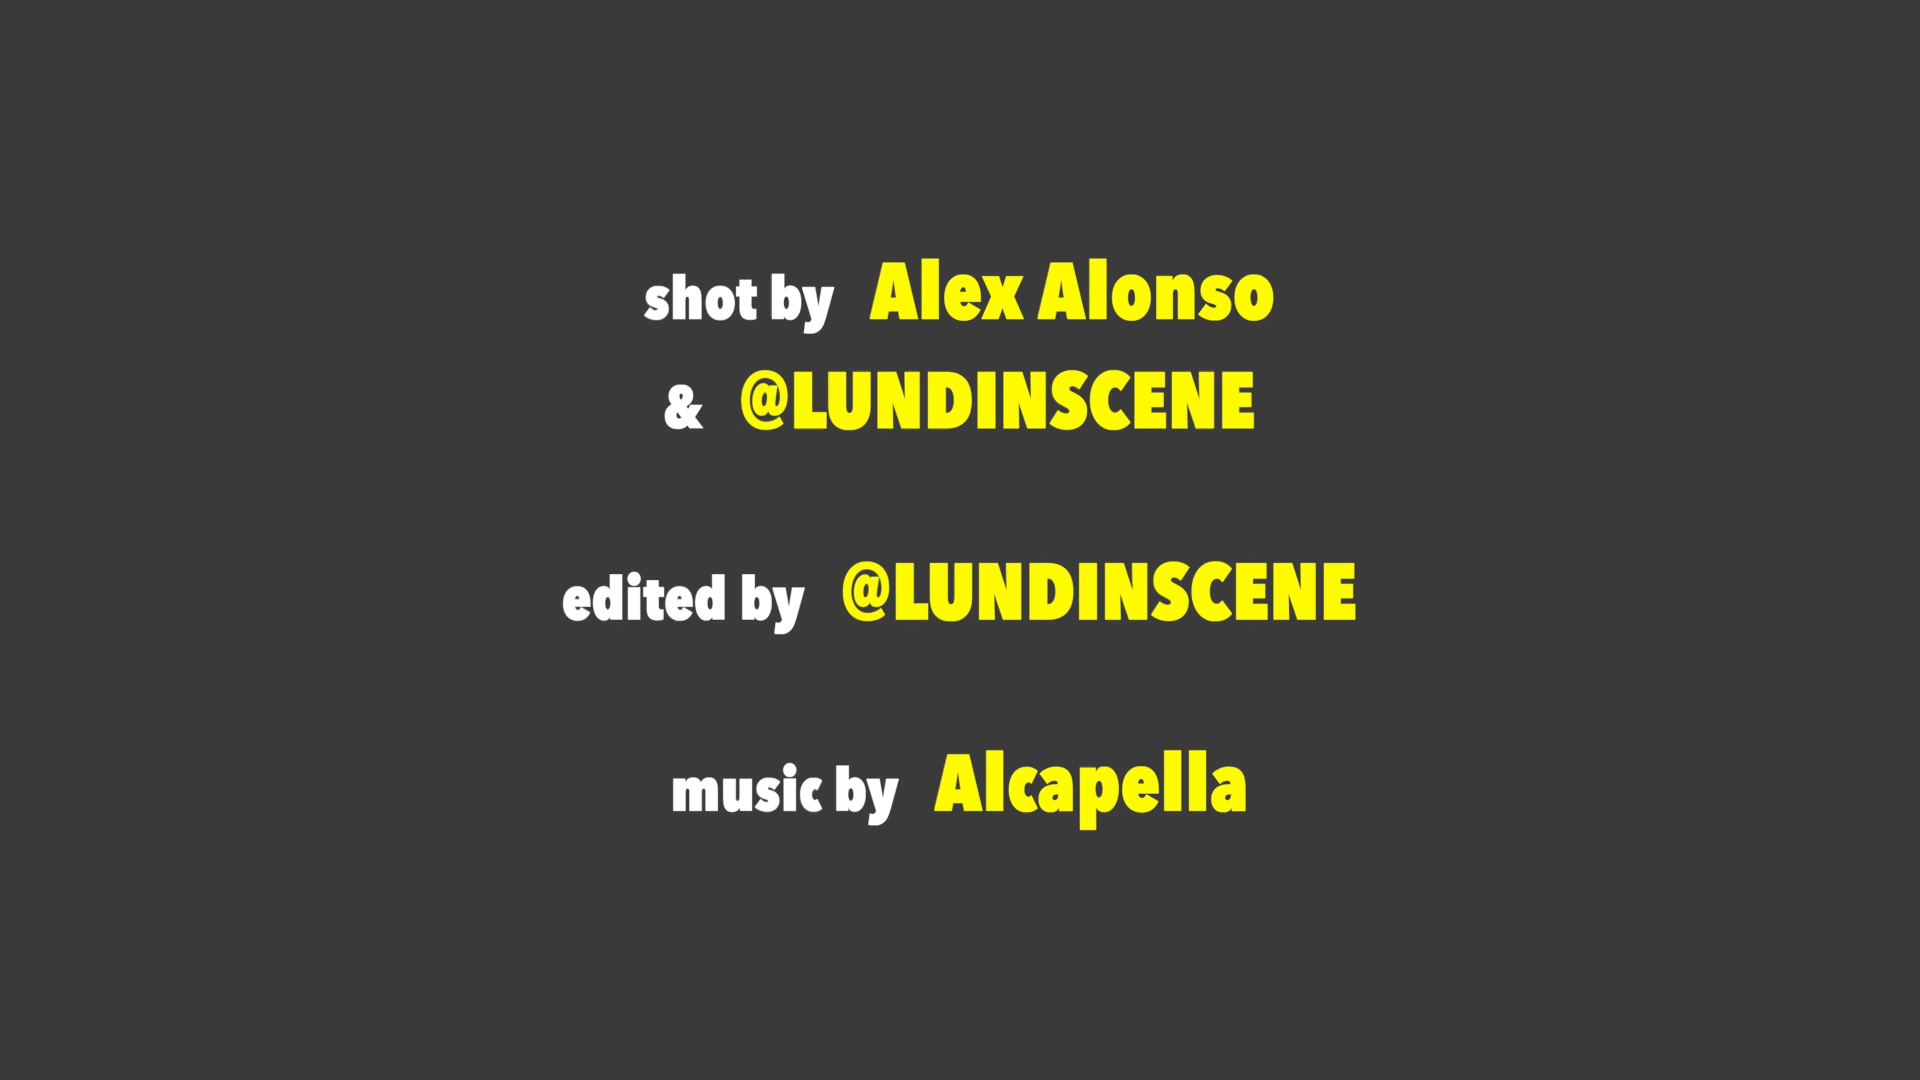 shot by Alex Alonso
& @LUNDINSCENE
edited by @LUNDINSCENE
music by Alcapella